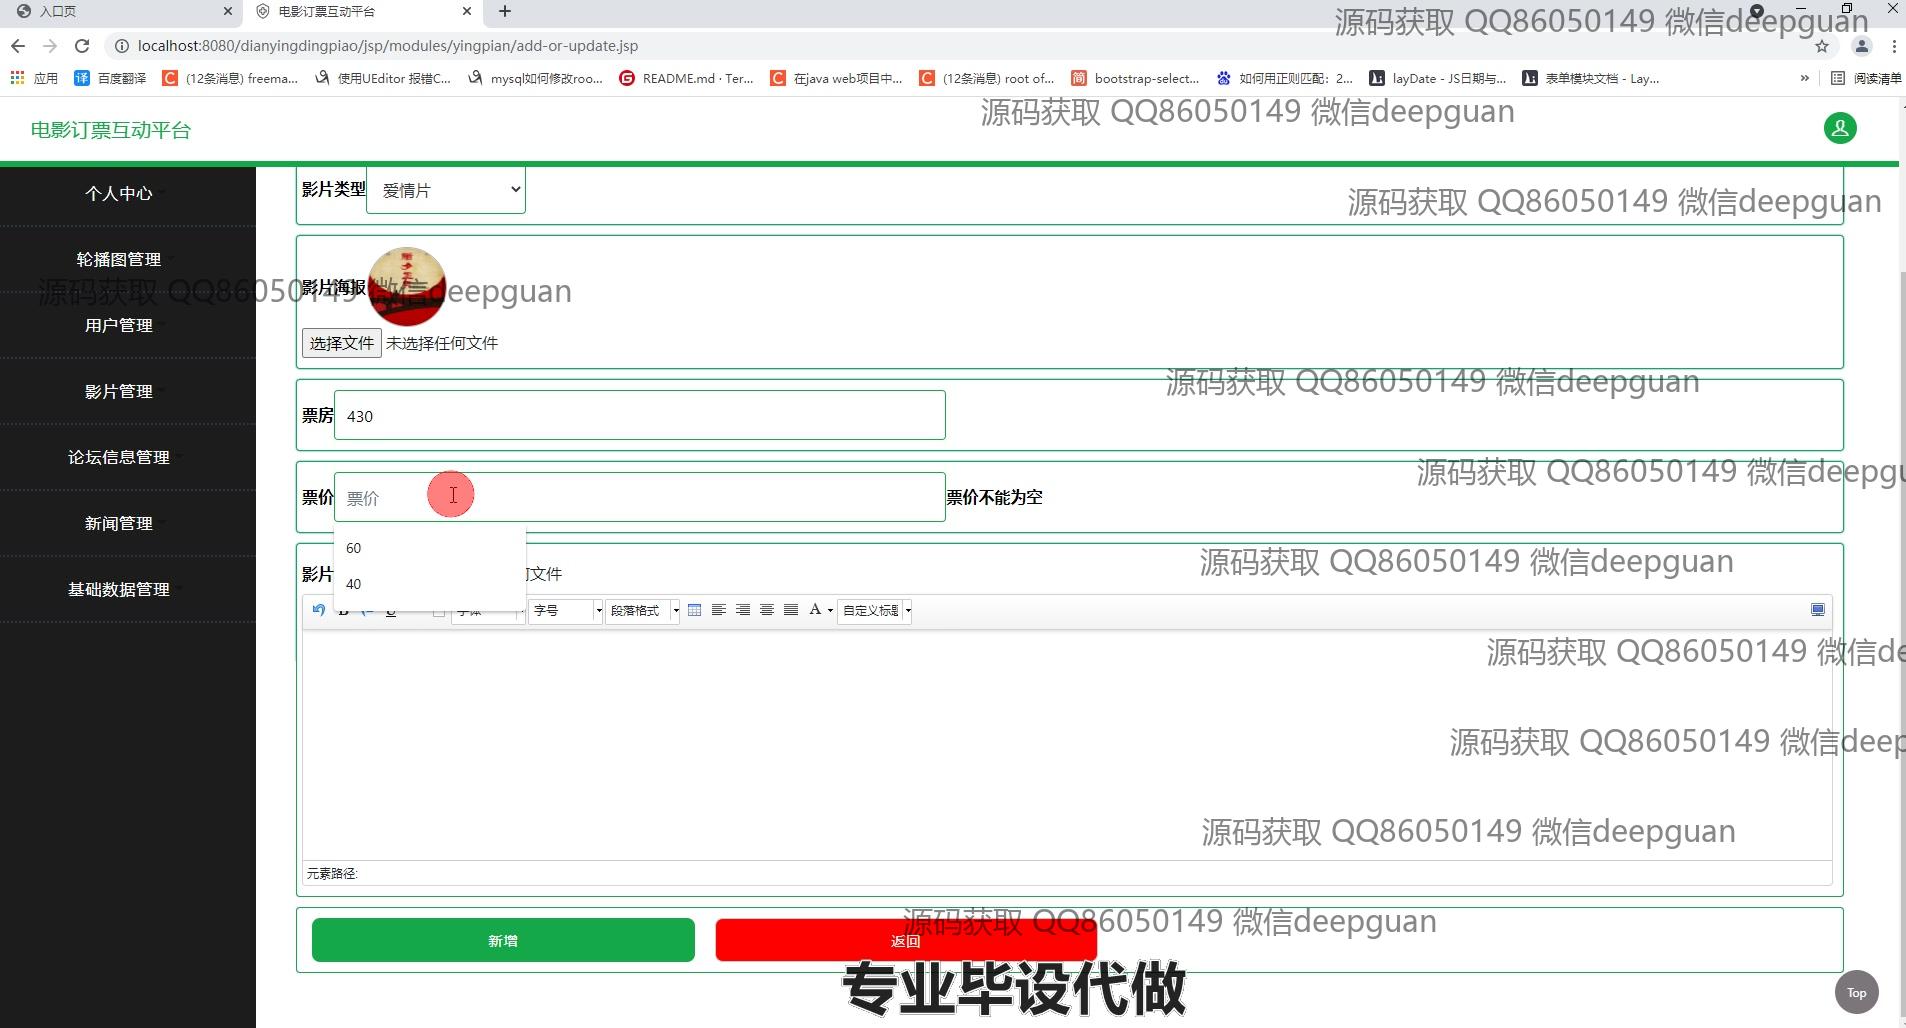 入口页
电影订票互动平台
源码获取 QQ86050149 微信deepguan
localhost:8080/dianyingdingpiao/jsp/modules/yingpian/add-or-update.jsp
应用
百度翻译
(12条消息) freema...
使用UEditor 报错C...
mysql如何修改roo...
README.md · Ter...
在java web项目中...
(12条消息) root of...
bootstrap-select...
如何用正则匹配：2...
layDate - JS日期与...
表单模块文档 - Lay...
»
阅读清单
源码获取 QQ86050149 微信deepguan
电影订票互动平台
个人中心
影片类型
爱情片
源码获取 QQ86050149 微信deepguan
轮播图管理
影片海报
源码获取 QQ86050149 微信deepguan
用户管理
选择文件 未选择任何文件
影片管理
源码获取 QQ86050149 微信deepguan
票房
430
论坛信息管理
源码获取 QQ86050149 微信deepgu
票价
票价
票价不能为空
新闻管理
60
源码获取 QQ86050149 微信deepguan
影片
何文件
40
基础数据管理
B
U
字体
字号
段落格式
A
自定义标题
源码获取 QQ86050149 微信de
源码获取 QQ86050149 微信deep
源码获取 QQ86050149 微信deepguan
元素路径:
源码获取 QQ86050149 微信deepguan
新增
返回
专业毕设代做
Top